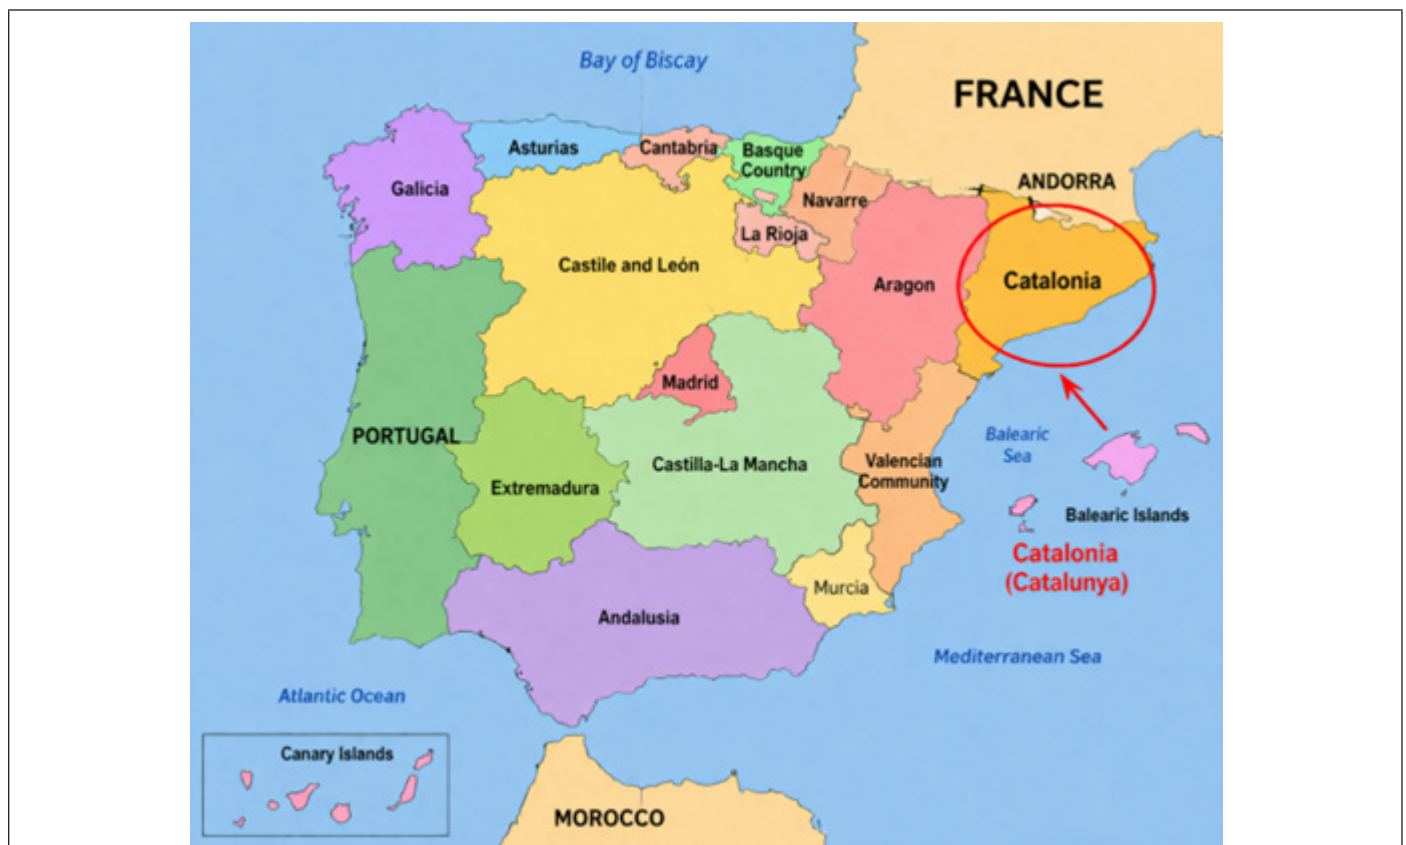 Bay of Biscay
FRANCE
Asturias
Cantabria
Basque
Country
ANDORRA
Galicia
Navarre
La Rioja
Castile and León
Aragon
Catalonia
Madrid
PORTUGAL
Balearic
Sea
Castilla-La Mancha
Valencian
Community
Extremadura
Balearic Islands
Catalonia
(Catalunya)
Murcia
Andalusia
Mediterranean Sea
Atlantic Ocean
Canary Islands
MOROCCO